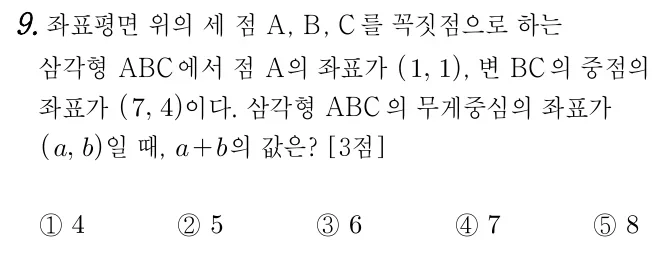 9. 좌표평면 위의 세 점 A, B, C를 꼭짓점으로 하는
삼각형 ABC에서 점 A의 좌표가 (1, 1), 변 BC의 중점의
좌표가 (7, 4)이다. 삼각형 ABC의 무게중심의 좌표가
(a, b)일 때, a+b의 값은? [3점]
① 4 ② 5 ③ 6 ④ 7 ⑤ 8